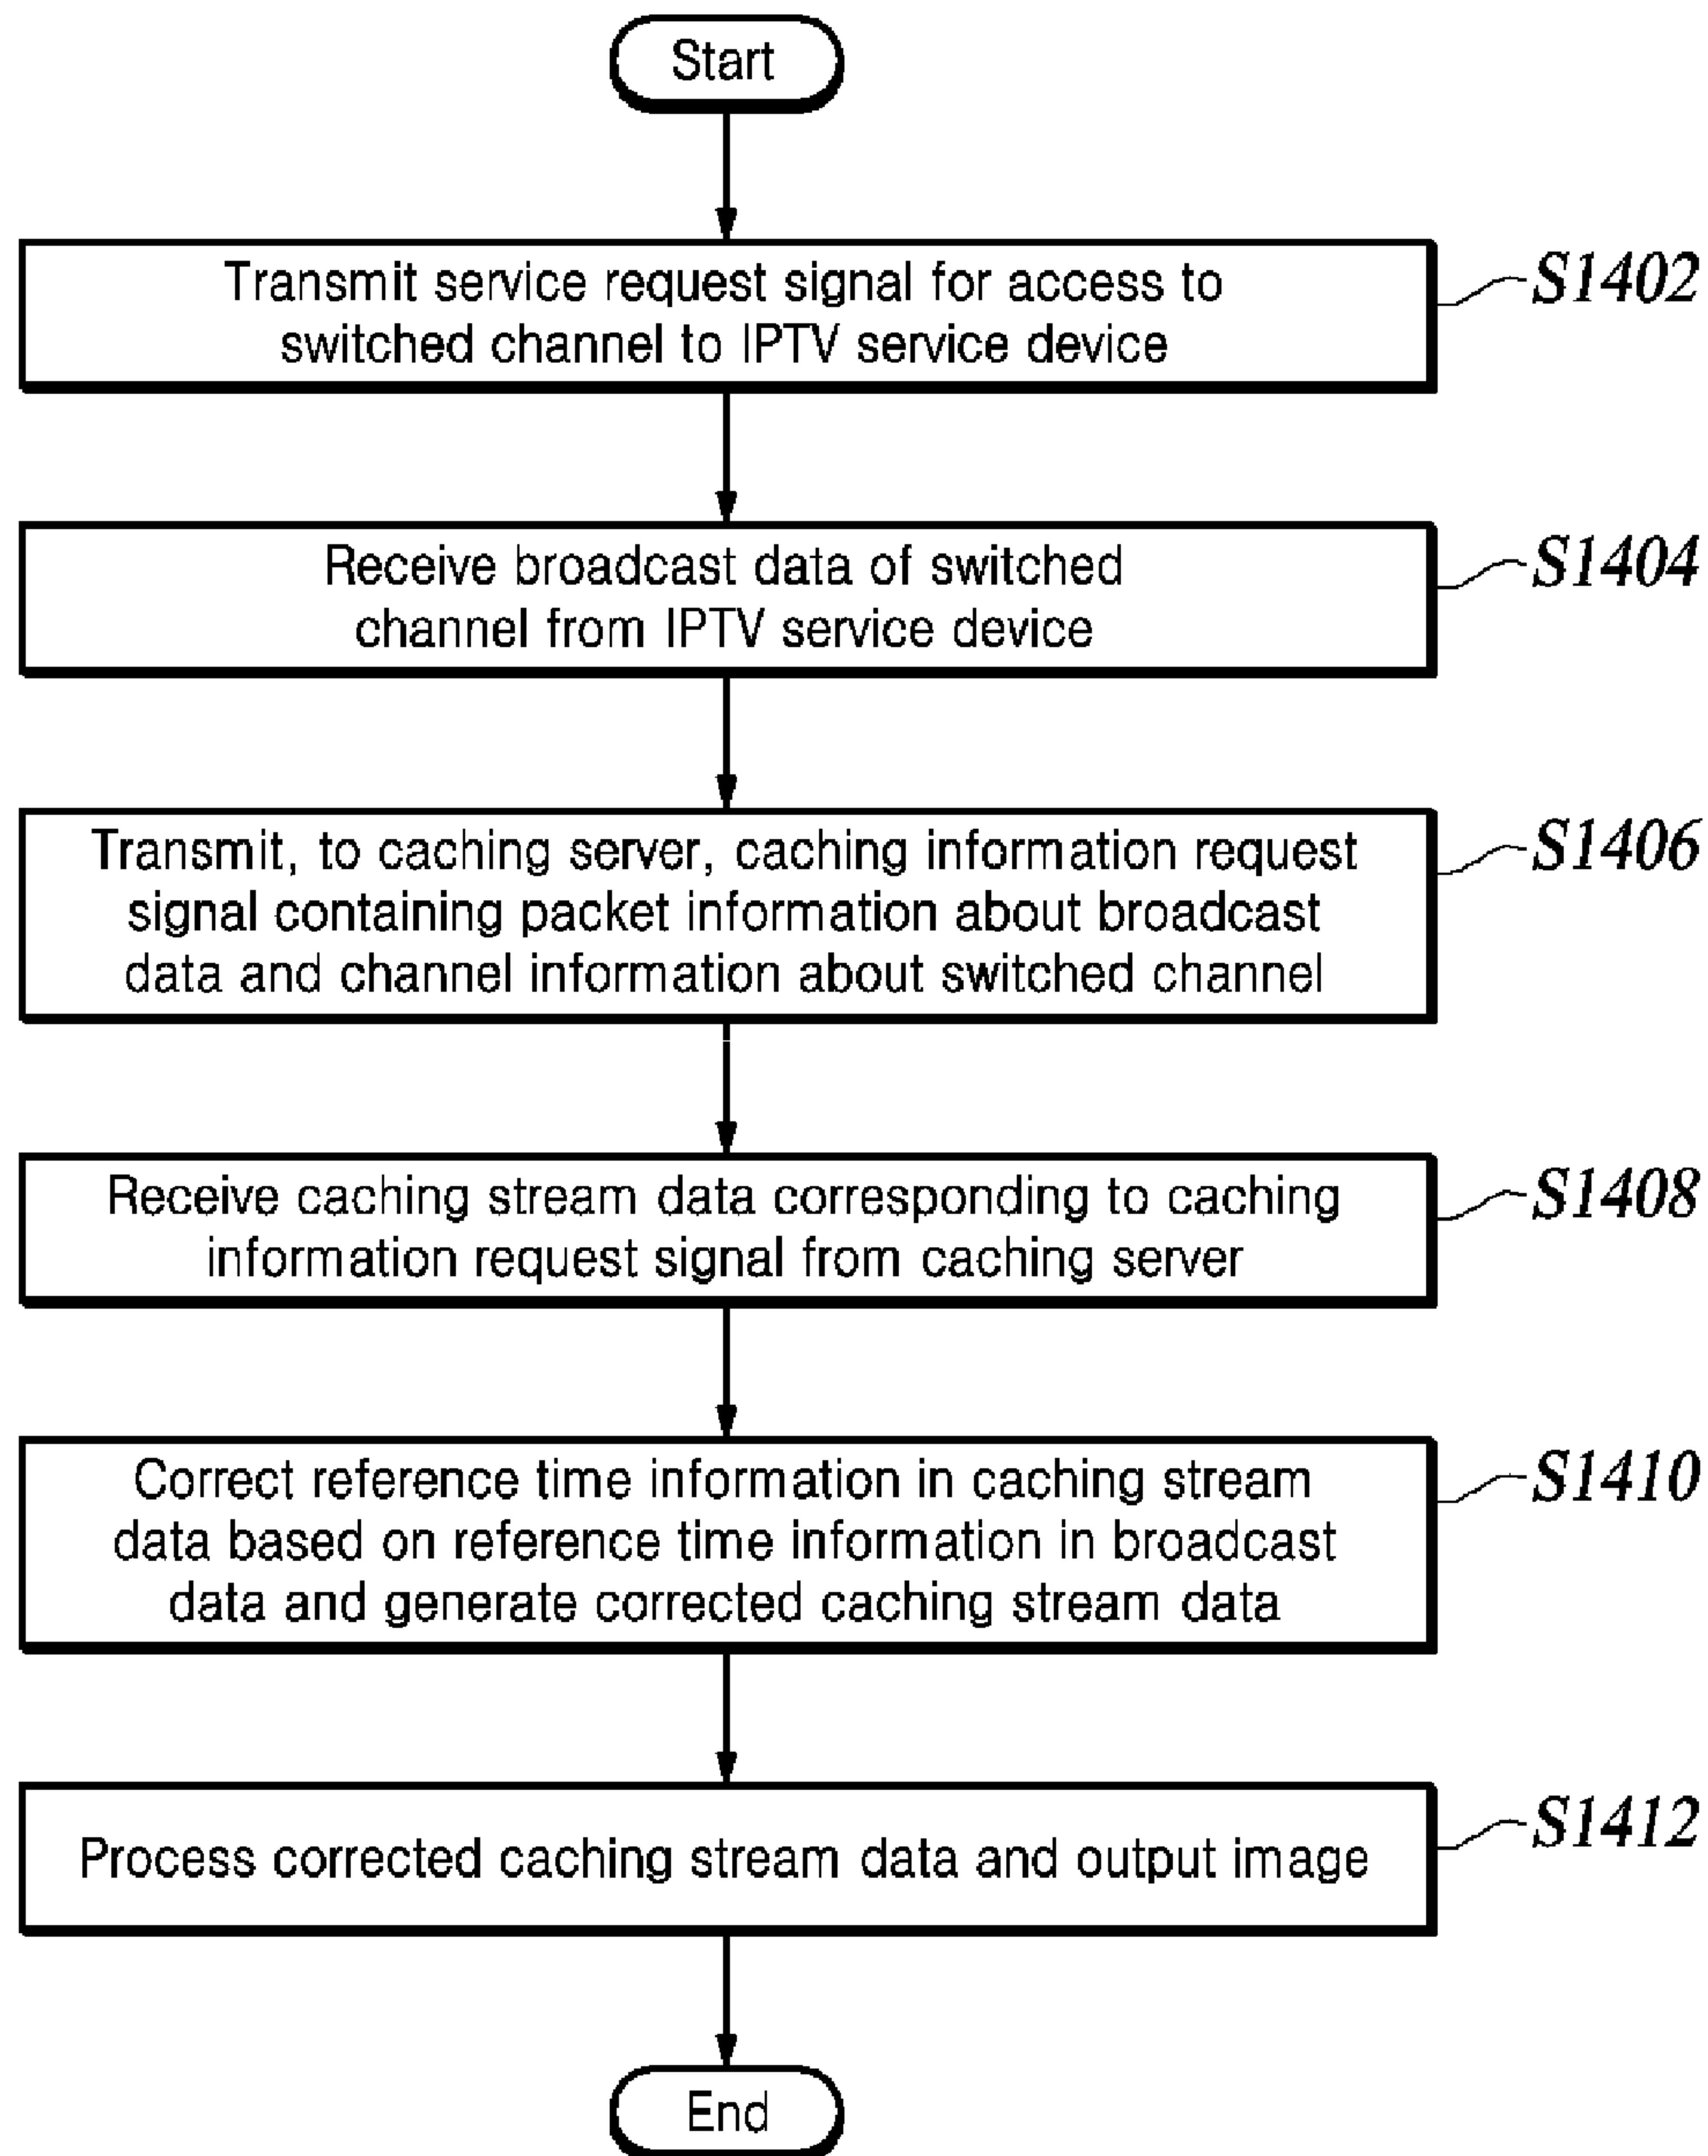 Start
Transmit service request signal for access to
switched channel to IPTV service device
S1402
Receive broadcast data of switched
channel from IPTV service device
S1404
Transmit, to caching server, caching information request
signal containing packet information about broadcast
data and channel information about switched channel
S1406
Receive caching stream data corresponding to caching
information request signal from caching server
S1408
Correct reference time information in caching stream
data based on reference time information in broadcast
data and generate corrected caching stream data
S1410
Process corrected caching stream data and output image
S1412
End